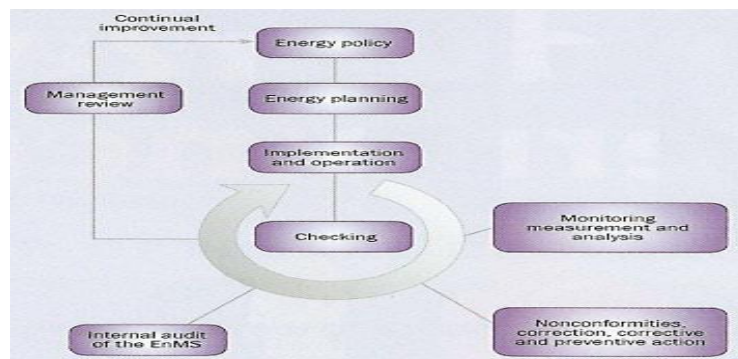 Continual
improvement
Energy policy
Management
review
Energy planning
Implementation
and operation
Checking
Monitoring
measurement and
analysis
Internal audit
of the EnMS
Nonconformities,
correction, corrective
and preventive action